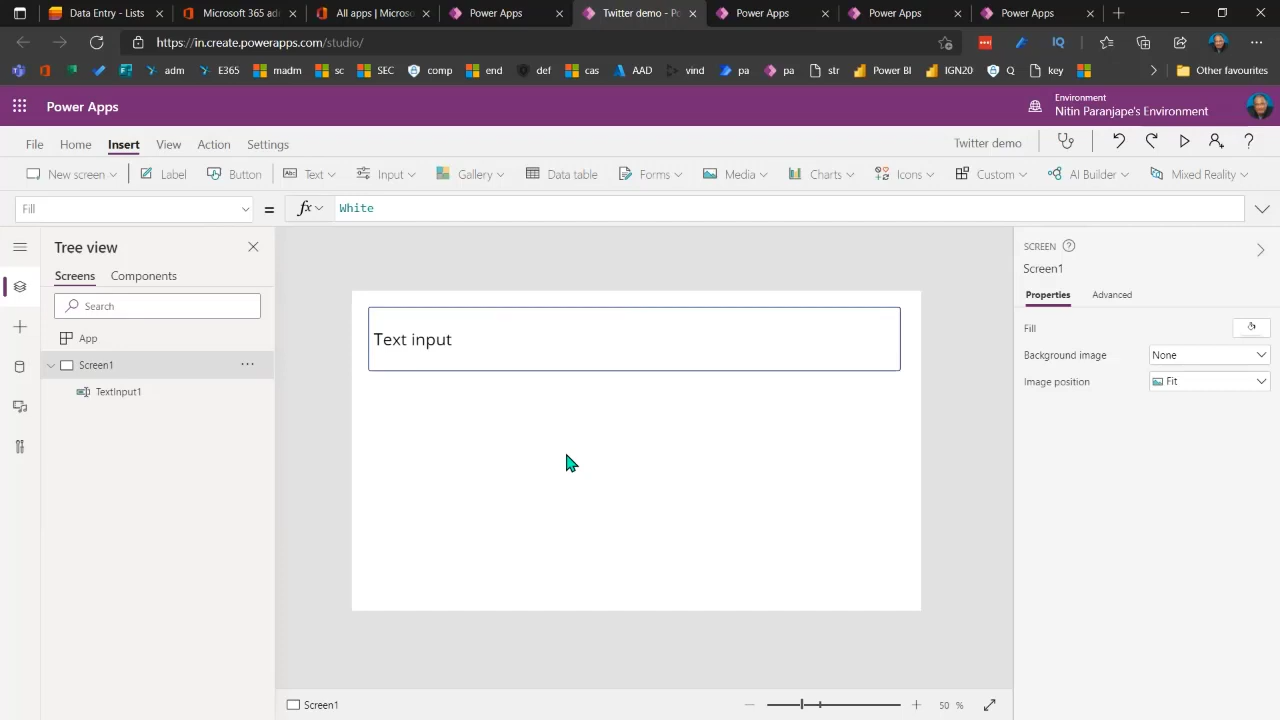 Data Entry - Lists
Microsoft 365 ad
All apps | Micros
Power Apps
Twitter demo - Po
Power Apps
Power Apps
Power Apps
https://in.create.powerapps.com/studio/
IQ
adm
E365
madm
sc
SEC
comp
end
def
cas
AAD
vind
pa
pa
str
Power BI
IGN20
Q
key
Other favourites
Power Apps
Environment
Nitin Paranjape's Environment
File
Home
Insert
View
Action
Settings
Twitter demo
New screen
Label
Button
Abc
Text
Input
Gallery
Data table
Forms
Media
Charts
Icons
Custom
AI Builder
Mixed Reality
Fill
=
fx
White
Tree view
Screens
Components
Search
App
Screen1
TextInput1
Text input
SCREEN
Screen1
Properties
Advanced
Fill
Background image
None
Image position
Fit
Screen1
50 %